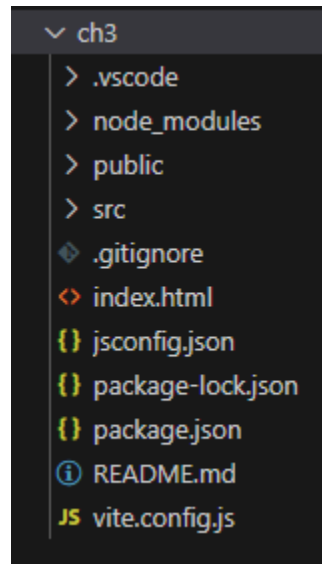 ch3
.vscode
node_modules
public
src
.gitignore
index.html
{} jsconfig.json
{} package-lock.json
{} package.json
README.md
JS vite.config.js